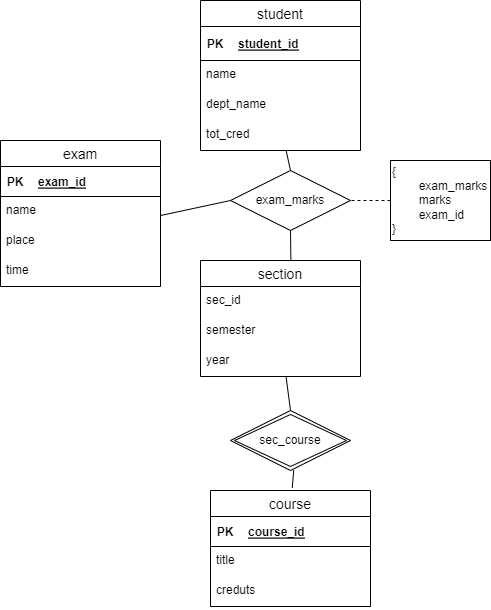 student
PK student_id
name
dept_name
tot_cred
exam
PK exam_id
name
place
time
exam_marks
{
exam_marks
marks
exam_id
}
section
sec_id
semester
year
sec_course
course
PK course_id
title
creduts